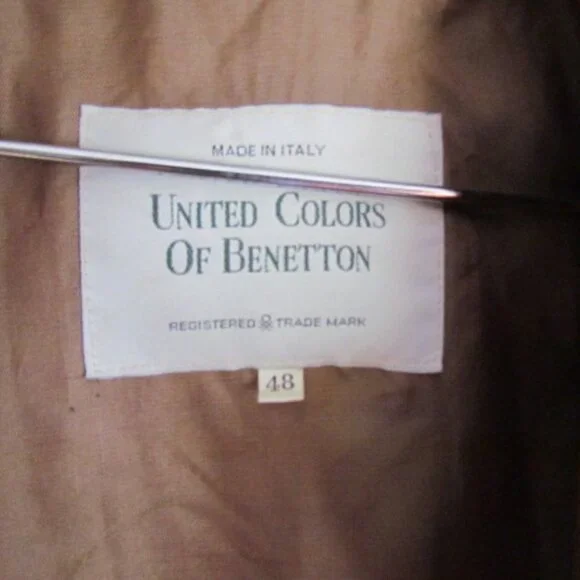 MADE IN ITALY
UNITED COLORS
OF BENETTON
REGISTERED TRADE MARK
48